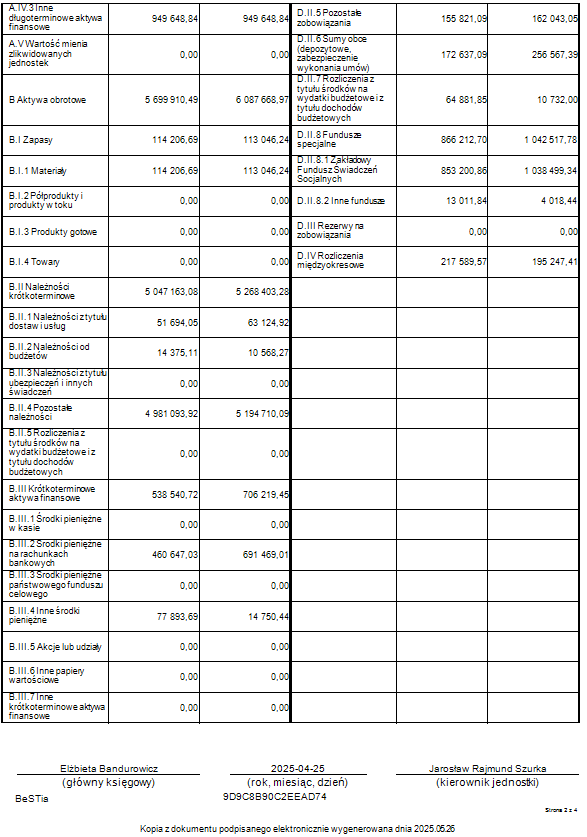 A.IV.3 Inne
długoterminowe aktywa
finansowe
949 648,84
949 648,84
D.II.5 Pozostałe
zobowiązania
155 821,09
162 043,05
A.V Wartość mienia
zlikwidowanych
jednostek
0,00
0,00
D.II.6 Sumy obce
(depozytowe,
zabezpieczenie
wykonania umów)
172 637,09
256 567,39
B Aktywa obrotowe
5 699 910,49
6 087 668,97
D.II.7 Rozliczenia z
tytułu środków na
wydatki budżetowe i z
tytułu dochodów
budżetowych
64 881,85
10 732,00
B.I Zapasy
114 206,69
113 046,24
D.II.8 Fundusze
specjalne
866 212,70
1 042 517,78
B.I.1 Materiały
114 206,69
113 046,24
D.II.8.1 Zakładowy
Fundusz Świadczeń
Socjalnych
853 200,86
1 038 499,34
B.I.2 Półprodukty i
produkty w toku
0,00
0,00
D.II.8.2 Inne fundusze
13 011,84
4 018,44
B.I.3 Produkty gotowe
0,00
0,00
D.III Rezerwy na
zobowiązania
0,00
0,00
B.I.4 Towary
0,00
0,00
D.IV Rozliczenia
międzyokresowe
217 589,57
195 247,41
B.II Należności
krótkoterminowe
5 047 163,08
5 268 403,28
B.II.1 Należności z tytułu
dostaw i usług
51 694,05
63 124,92
B.II.2 Należności od
budżetów
14 375,11
10 568,27
B.II.3 Należności z tytułu
ubezpieczeń i innych
świadczeń
0,00
0,00
B.II.4 Pozostałe
należności
4 981 093,92
5 194 710,09
B.II.5 Rozliczenia z
tytułu środków na
wydatki budżetowe i z
tytułu dochodów
budżetowych
0,00
0,00
B.III Krótkoterminowe
aktywa finansowe
538 540,72
706 219,45
B.III.1 Środki pieniężne
w kasie
0,00
0,00
B.III.2 Środki pieniężne
na rachunkach
bankowych
460 647,03
691 469,01
B.III.3 Środki pieniężne
państwowego funduszu
celowego
0,00
0,00
B.III.4 Inne środki
pieniężne
77 893,69
14 750,44
B.III.5 Akcje lub udziały
0,00
0,00
B.III.6 Inne papiery
wartościowe
0,00
0,00
B.III.7 Inne
krótkoterminowe aktywa
finansowe
0,00
0,00
Elżbieta Bandurowicz
2025-04-25
Jarosław Rajmund Szurka
(główny księgowy)
(rok, miesiąc, dzień)
(kierownik jednostki)
BeSTia
9D9C8B90C2EEAD74
Strona 2 z 4
Kopia z dokumentu podpisanego elektronicznie wygenerowana dnia 2025.05.26